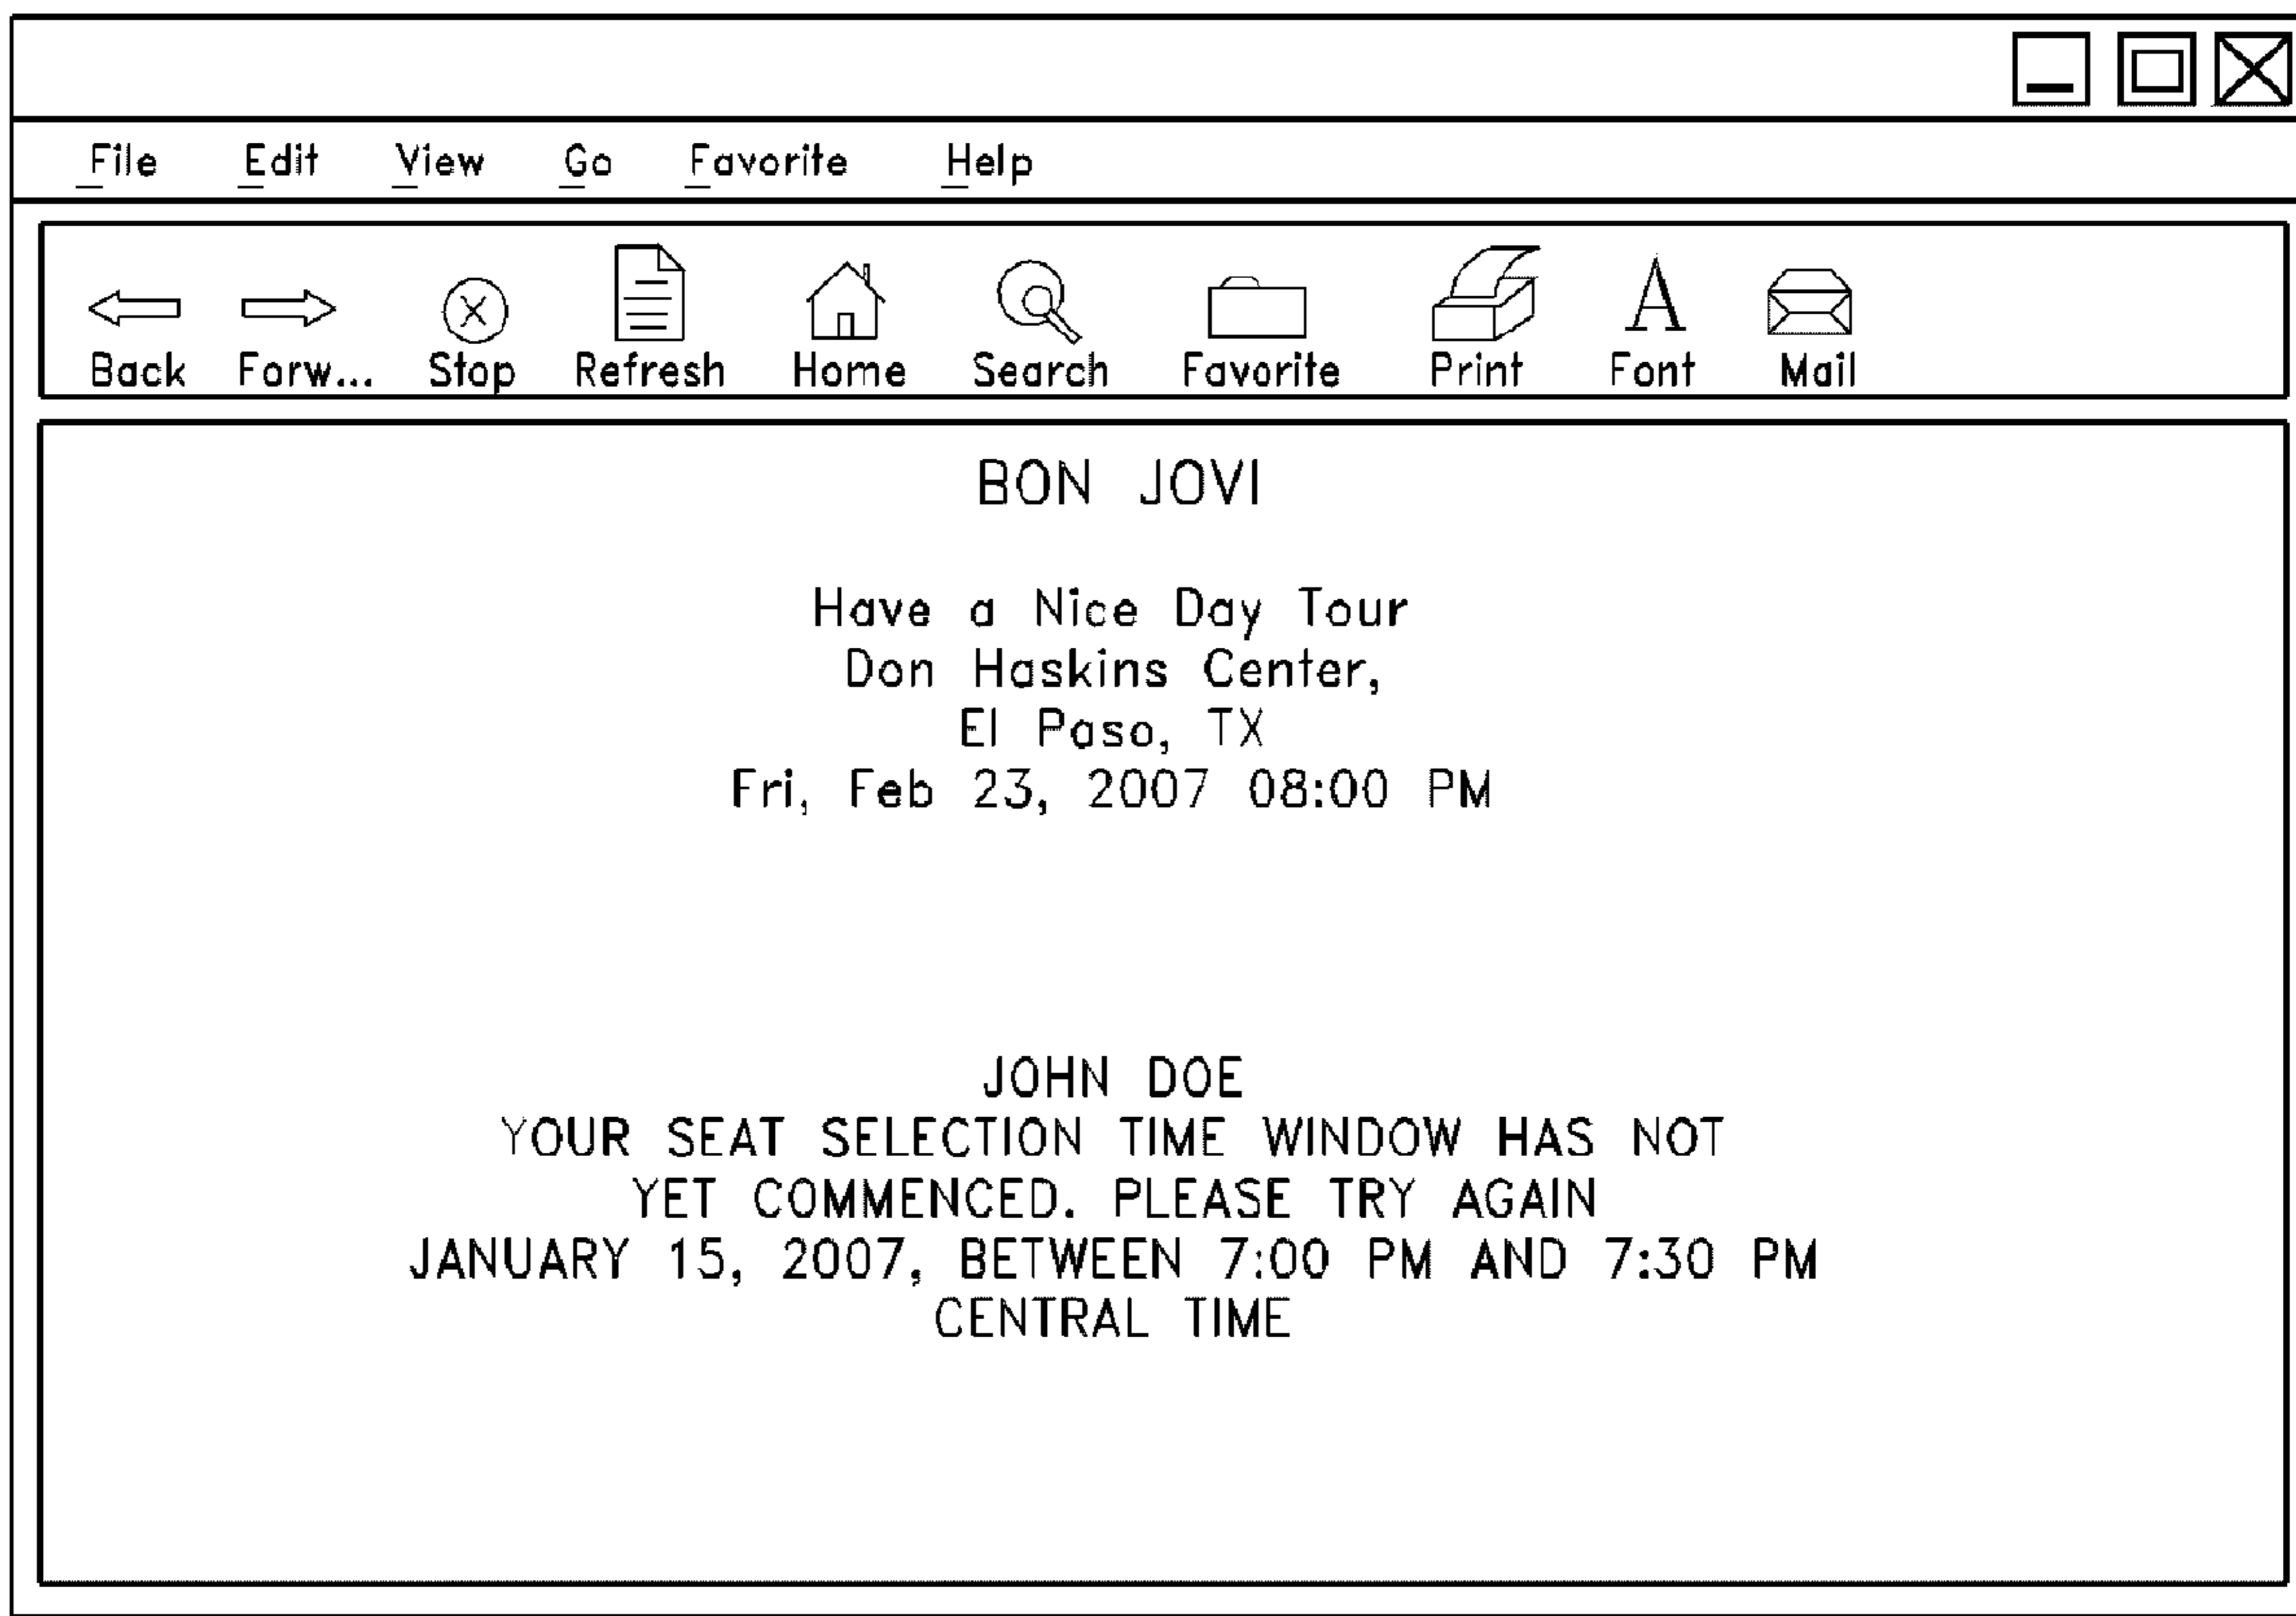 File Edit View Go Favorite Help
Back Forw... Stop Refresh Home Search Favorite Print Font Mail
BON JOVI
Have a Nice Day Tour
Don Haskins Center,
El Paso, TX
Fri, Feb 23, 2007 08:00 PM
JOHN DOE
YOUR SEAT SELECTION TIME WINDOW HAS NOT
YET COMMENCED. PLEASE TRY AGAIN
JANUARY 15, 2007, BETWEEN 7:00 PM AND 7:30 PM
CENTRAL TIME